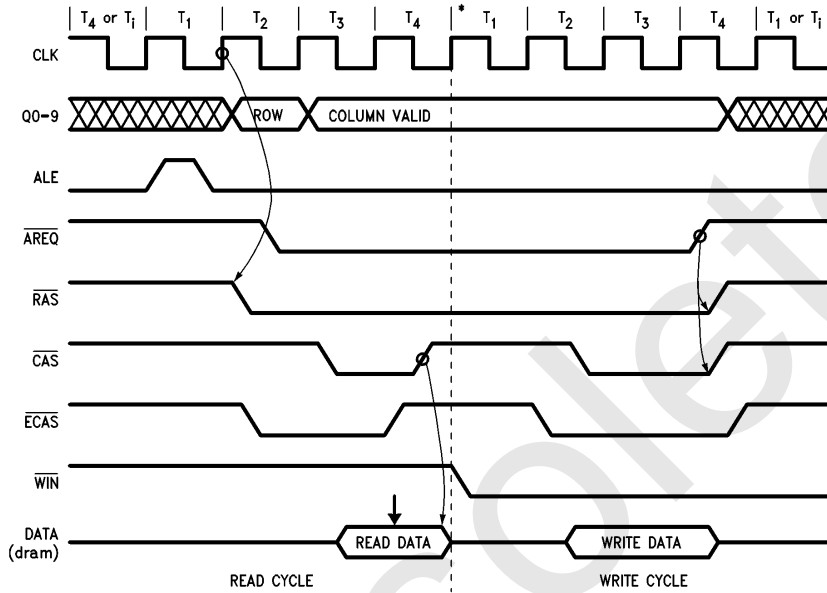 T4 or Ti T1 T2 T3 T4 * T1 T2 T3 T4 T1 or Ti
CLK
Q0-9 ROW COLUMN VALID
ALE
AREQ
RAS
CAS
ECAS
WIN
DATA (dram) READ DATA WRITE DATA
READ CYCLE WRITE CYCLE